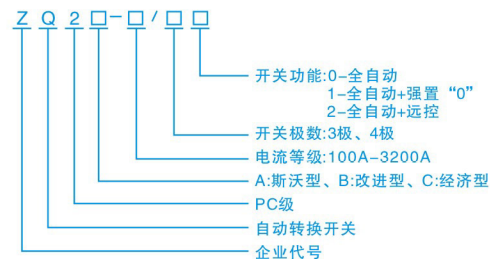 ZQ2□-□/□□
开关功能:0-全自动
1-全自动+强置“0”
2-全自动+远控
开关极数:3极、4极
电流等级:100A-3200A
A:斯沃型、B:改进型、C:经济型
PC级
自动转换开关
企业代号